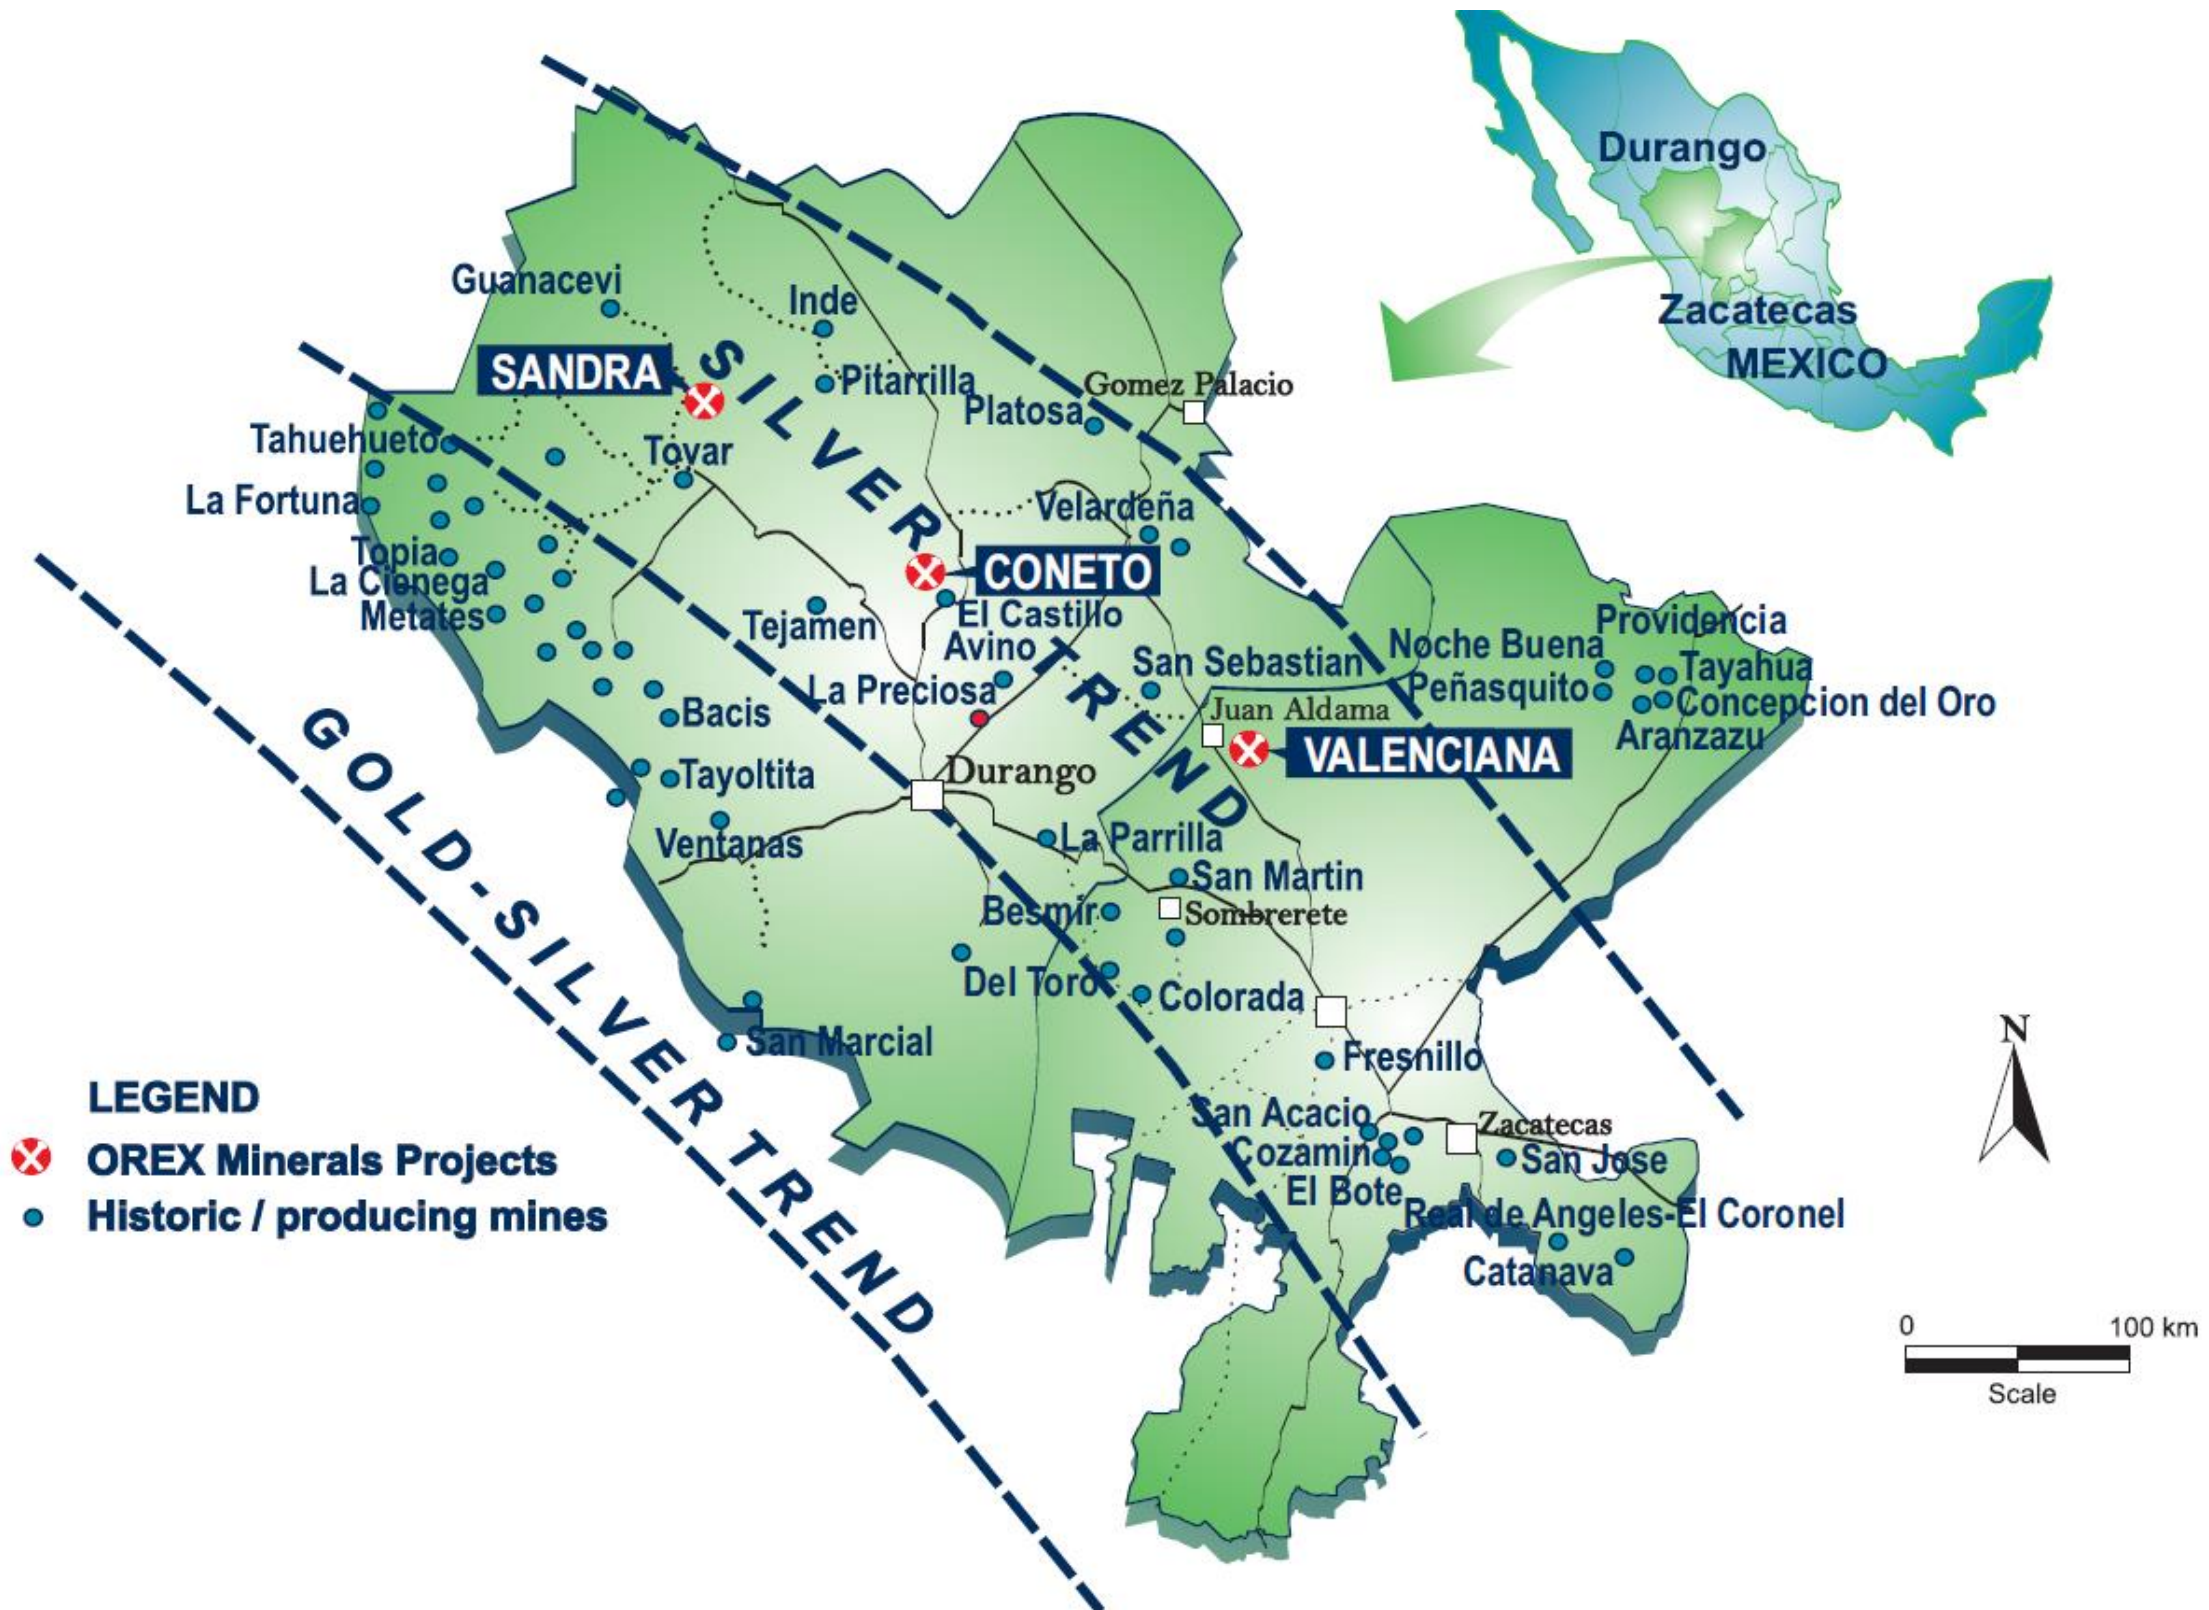 Durango
Zacatecas
MEXICO
Guanacevi
Inde
SANDRA
Pitarrilla
Platosa
Gomez Palacio
Tahuehueto
Tovar
La Fortuna
Velardeña
Topia
La Cienega
Metates
CONETO
El Castillo
Tejamen
Avino
La Preciosa
San Sebastian
Noche Buena
Providencia
Tayahua
Peñasquito
Concepcion del Oro
Aranzazu
Juan Aldama
VALENCIANA
Bacis
Tayoltita
Durango
Ventanas
La Parrilla
San Martin
Besmir
Sombrerete
Del Toro
Colorada
San Marcial
Fresnillo
San Acacio
Zacatecas
Cozamin
San Jose
El Bote
Real de Angeles-El Coronel
Catanava
SILVER TREND
GOLD-SILVER TREND
LEGEND
OREX Minerals Projects
Historic / producing mines
N
0 100 km
Scale